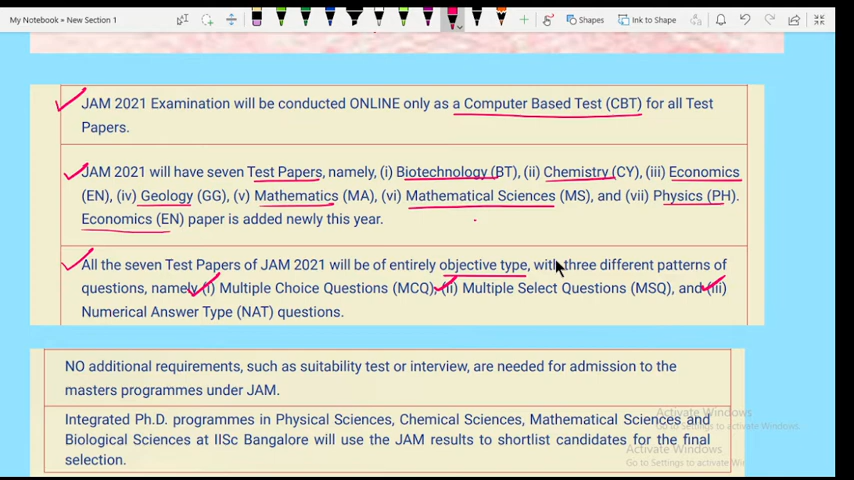 My Notebook » New Section 1
Shapes
Ink to Shape
JAM 2021 Examination will be conducted ONLINE only as a Computer Based Test (CBT) for all Test
Papers.
JAM 2021 will have seven Test Papers, namely, (i) Biotechnology (BT), (ii) Chemistry (CY), (iii) Economics
(EN), (iv) Geology (GG), (v) Mathematics (MA), (vi) Mathematical Sciences (MS), and (vii) Physics (PH).
Economics (EN) paper is added newly this year.
All the seven Test Papers of JAM 2021 will be of entirely objective type, with three different patterns of
questions, namely (i) Multiple Choice Questions (MCQ), (ii) Multiple Select Questions (MSQ), and (iii)
Numerical Answer Type (NAT) questions.
NO additional requirements, such as suitability test or interview, are needed for admission to the
masters programmes under JAM.
Integrated Ph.D. programmes in Physical Sciences, Chemical Sciences, Mathematical Sciences and
Biological Sciences at IISc Bangalore will use the JAM results to shortlist candidates for the final
selection.
Activate Windows
Go to Settings to activate Windows.
Activate Windows
Go to Settings to activate Win